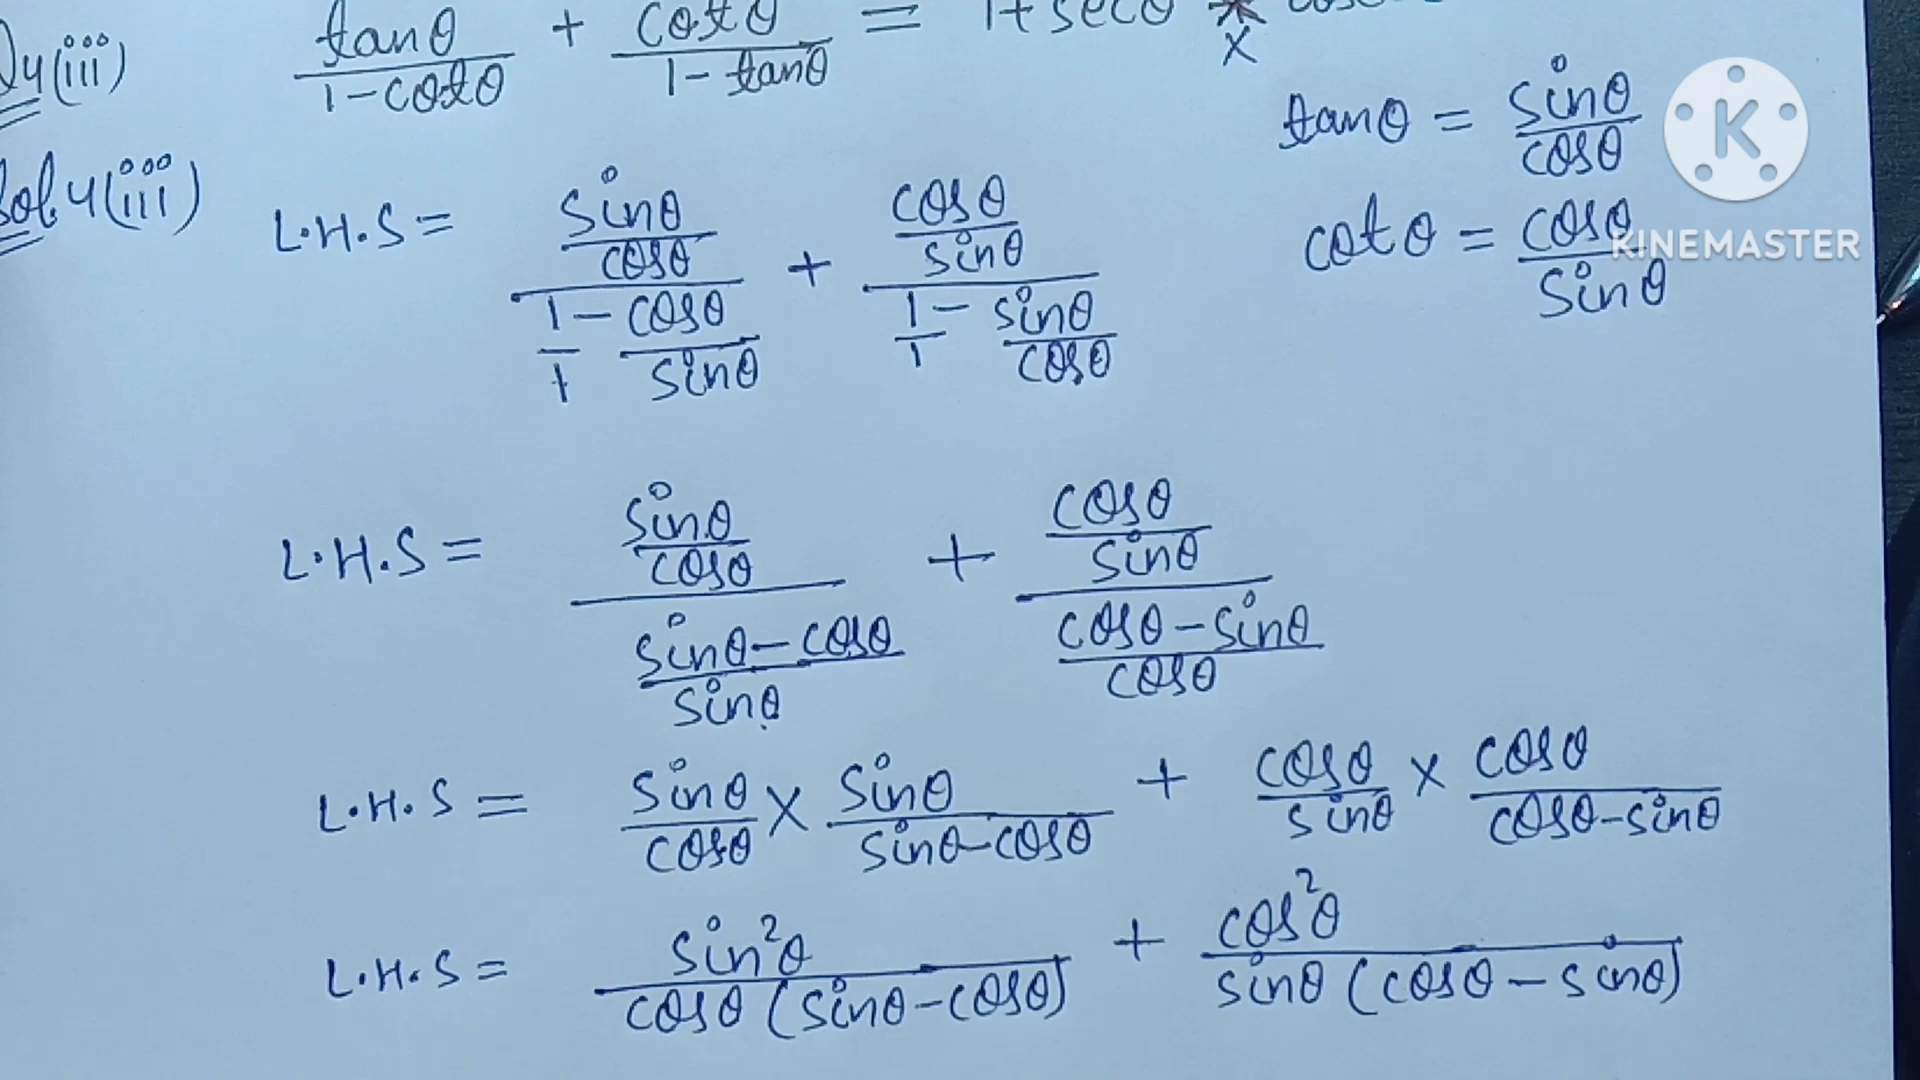 Q4(iii) tanθ/(1-cotθ) + cotθ/(1-tanθ) = 1+secθ ×
tanθ = sinθ/cosθ
K
KINEMASTER
cotθ = cosθ/sinθ
Sol.4(iii) L.H.S = (sinθ/cosθ)/(1/1 - cosθ/sinθ) + (cosθ/sinθ)/(1/1 - sinθ/cosθ)
L.H.S = (sinθ/cosθ)/((sinθ-cosθ)/sinθ) + (cosθ/sinθ)/((cosθ-sinθ)/cosθ)
L.H.S = sinθ/cosθ × sinθ/(sinθ-cosθ) + cosθ/sinθ × cosθ/(cosθ-sinθ)
L.H.S = sin²θ/(cosθ(sinθ-cosθ)) + cos²θ/(sinθ(cosθ-sinθ))